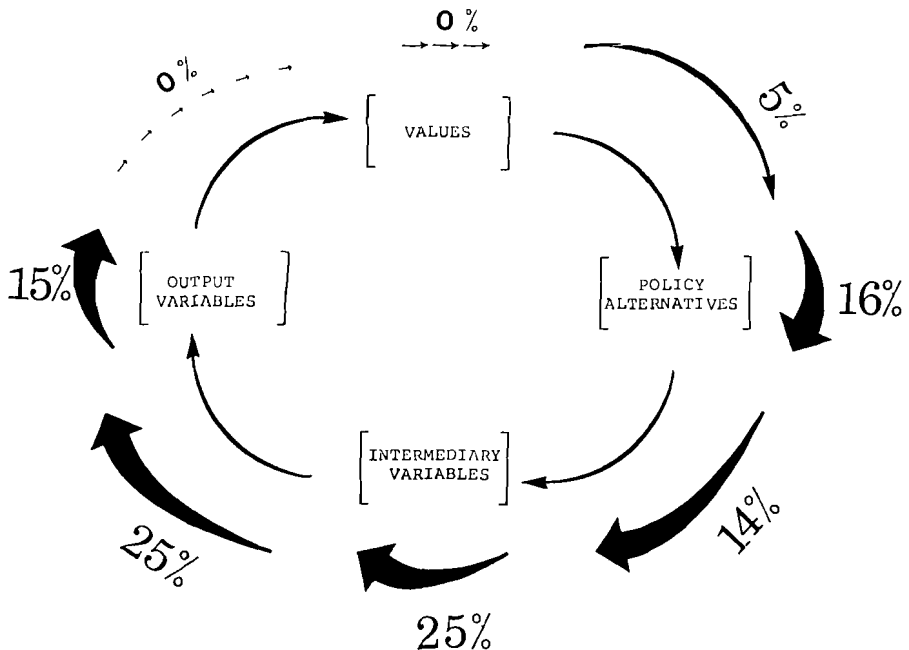 0 %
0%
5%
VALUES
15%
OUTPUT
VARIABLES
POLICY
ALTERNATIVES
16%
INTERMEDIARY
VARIABLES
14%
25%
25%